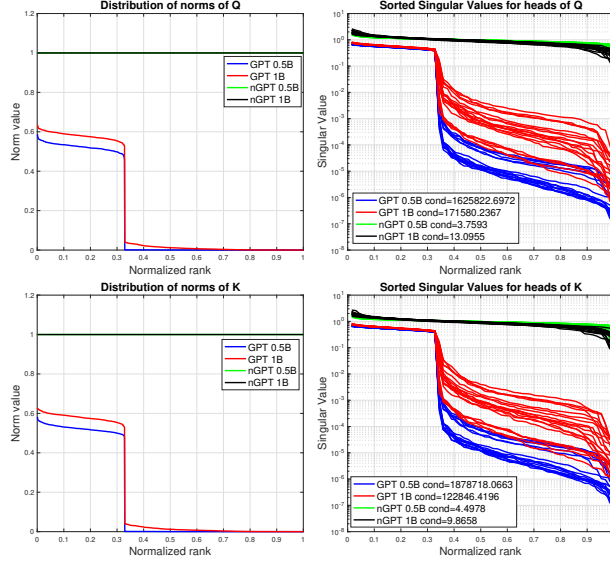 Distribution of norms of Q
Norm value
1.2
1
0.8
0.6
0.4
0.2
0
GPT 0.5B
GPT 1B
nGPT 0.5B
nGPT 1B
0 0.1 0.2 0.3 0.4 0.5 0.6 0.7 0.8 0.9 1
Normalized rank
Sorted Singular Values for heads of Q
Singular Value
10^1
10^0
10^-1
10^-2
10^-3
10^-4
10^-5
10^-6
10^-7
10^-8
GPT 0.5B cond=1625822.6972
GPT 1B cond=171580.2367
nGPT 0.5B cond=3.7593
nGPT 1B cond=13.0955
0 0.1 0.2 0.3 0.4 0.5 0.6 0.7 0.8 0.9
Normalized rank
Distribution of norms of K
Norm value
1.2
1
0.8
0.6
0.4
0.2
0
GPT 0.5B
GPT 1B
nGPT 0.5B
nGPT 1B
0 0.1 0.2 0.3 0.4 0.5 0.6 0.7 0.8 0.9 1
Normalized rank
Sorted Singular Values for heads of K
Singular Value
10^1
10^0
10^-1
10^-2
10^-3
10^-4
10^-5
10^-6
10^-7
10^-8
GPT 0.5B cond=1878718.0663
GPT 1B cond=122846.4196
nGPT 0.5B cond=4.4978
nGPT 1B cond=9.8658
0 0.1 0.2 0.3 0.4 0.5 0.6 0.7 0.8 0.9
Normalized rank